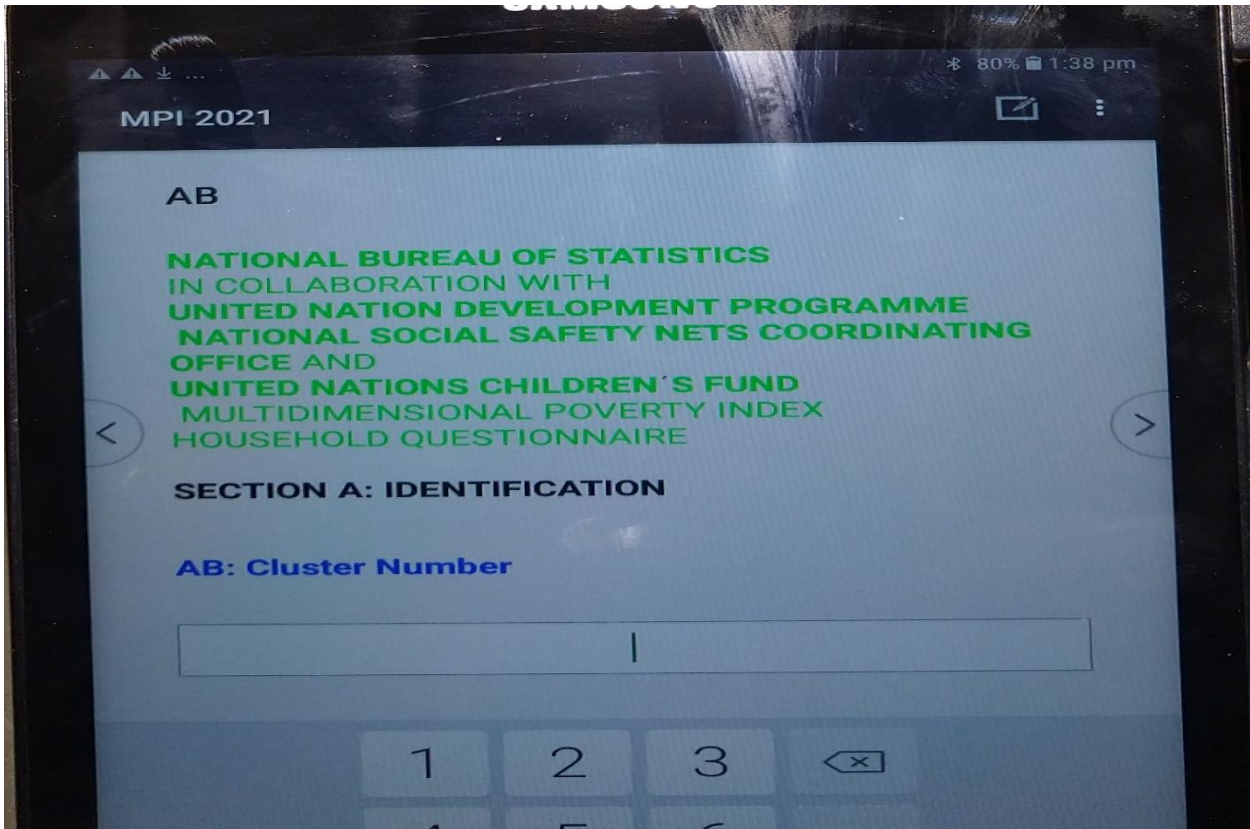 SAMSUNG
80% 1:38 pm
MPI 2021
AB
NATIONAL BUREAU OF STATISTICS
IN COLLABORATION WITH
UNITED NATION DEVELOPMENT PROGRAMME
NATIONAL SOCIAL SAFETY NETS COORDINATING
OFFICE AND
UNITED NATIONS CHILDREN´S FUND
MULTIDIMENSIONAL POVERTY INDEX
HOUSEHOLD QUESTIONNAIRE
SECTION A: IDENTIFICATION
AB: Cluster Number
1 2 3